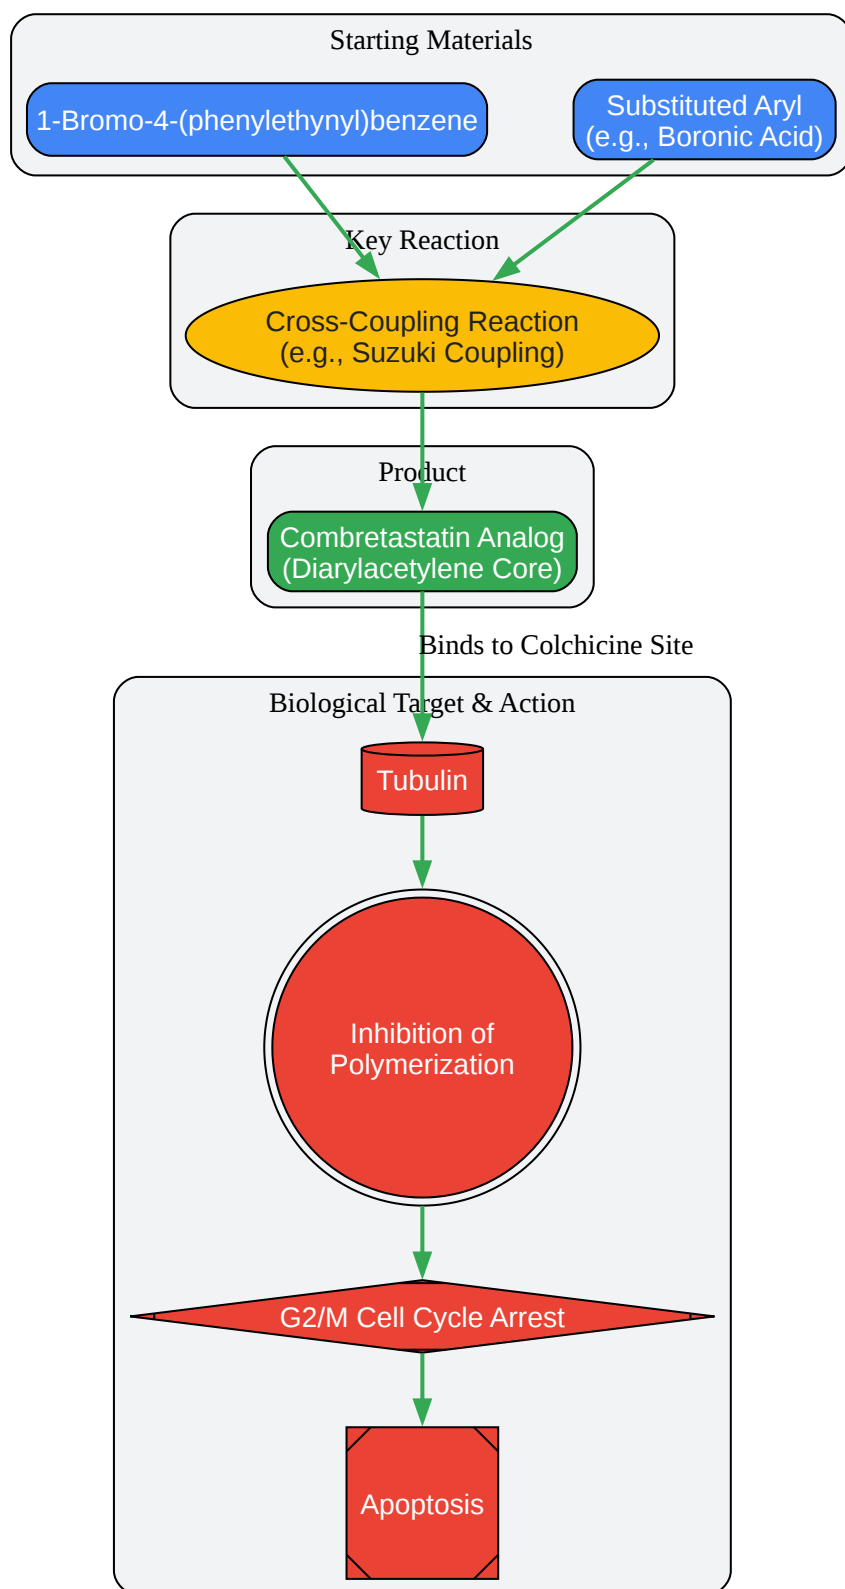 Starting Materials
1-Bromo-4-(phenylethynyl)benzene
Substituted Aryl
(e.g., Boronic Acid)
Key Reaction
Cross-Coupling Reaction
(e.g., Suzuki Coupling)
Product
Combretastatin Analog
(Diarylacetylene Core)
Binds to Colchicine Site
Biological Target & Action
Tubulin
Inhibition of
Polymerization
G2/M Cell Cycle Arrest
Apoptosis